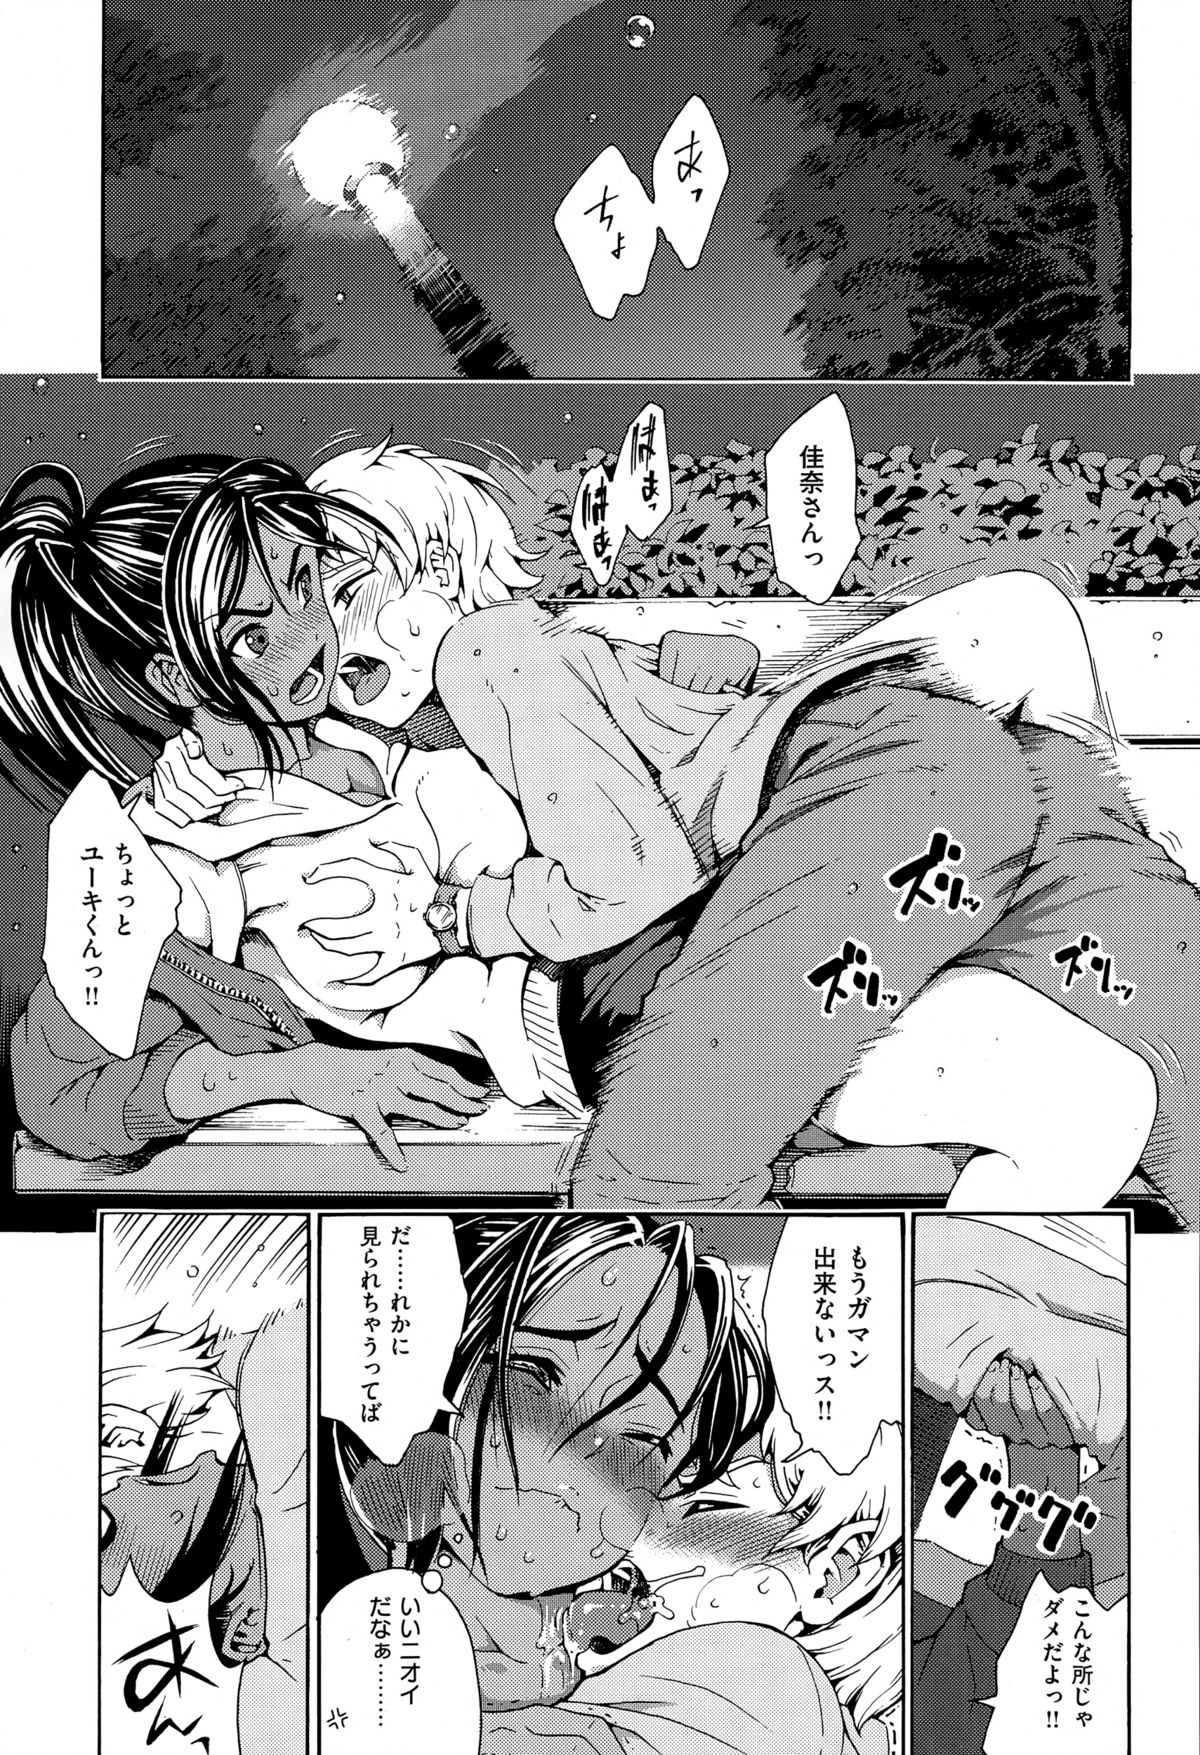 あっ
ちょ
佳奈さんっ
はぁっ
はぁっ
ちょっと
ユーキくんっ!!
ズリッ
ズリッ
ズリッ
こんな所じゃ
ダメだよっ!!
ググググ
もうガマン
出来ないっス!!
だ……れかに
見られちゃうってば
いいニオイ
だなぁ………
はむっ